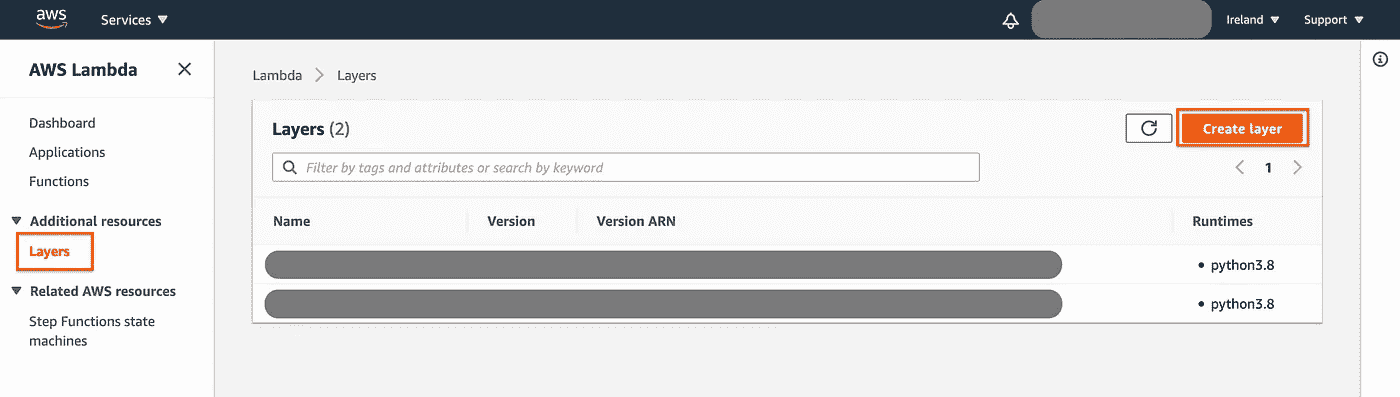 aws Services Ireland Support
AWS Lambda
Dashboard
Applications
Functions
Additional resources
Layers
Related AWS resources
Step Functions state
machines
Lambda > Layers
Layers (2)
Create layer
Filter by tags and attributes or search by keyword
1
Name Version Version ARN Runtimes
python3.8
python3.8